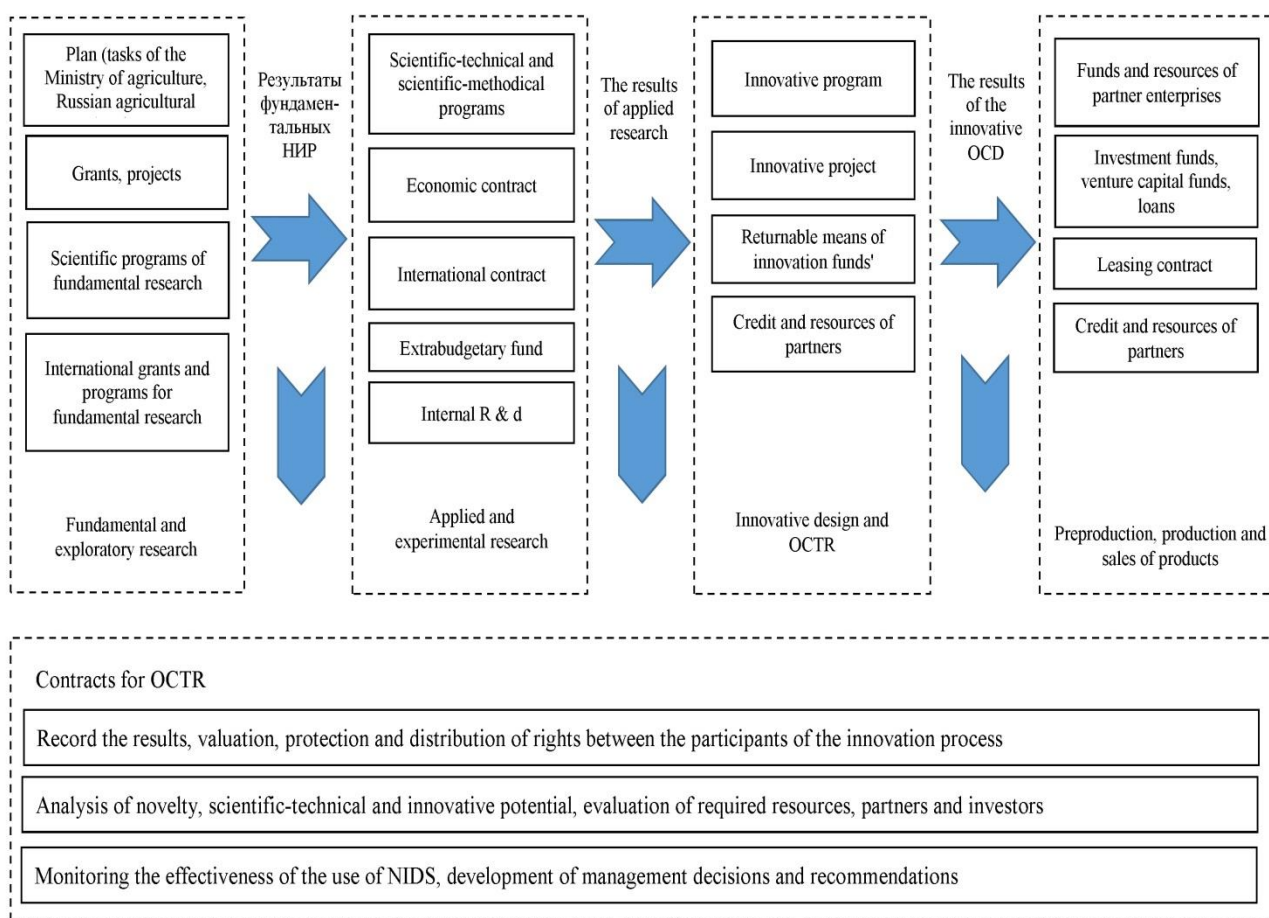 Plan (tasks of the
Ministry of agriculture,
Russian agricultural
Grants, projects
Scientific programs of
fundamental research
International grants and
programs for
fundamental research
Fundamental and
exploratory research
Результаты
фундамен-
тальных
НИР
Scientific-technical and
scientific-methodical
programs
Economic contract
International contract
Extrabudgetary fund
Internal R & d
Applied and
experimental research
The results
of applied
research
Innovative program
Innovative project
Returnable means of
innovation funds'
Credit and resources of
partners
Innovative design and
OCTR
The results
of the
innovative
OCD
Funds and resources of
partner enterprises
Investment funds,
venture capital funds,
loans
Leasing contract
Credit and resources of
partners
Preproduction, production and
sales of products
Contracts for OCTR
Record the results, valuation, protection and distribution of rights between the participants of the innovation process
Analysis of novelty, scientific-technical and innovative potential, evaluation of required resources, partners and investors
Monitoring the effectiveness of the use of NIDS, development of management decisions and recommendations